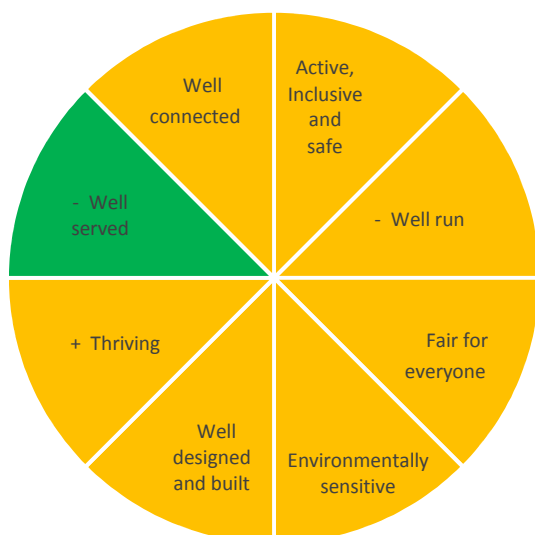 Well
connected
Active,
Inclusive
and
safe
- Well
served
- Well run
+ Thriving
Fair for
everyone
Well
designed
and built
Environmentally
sensitive